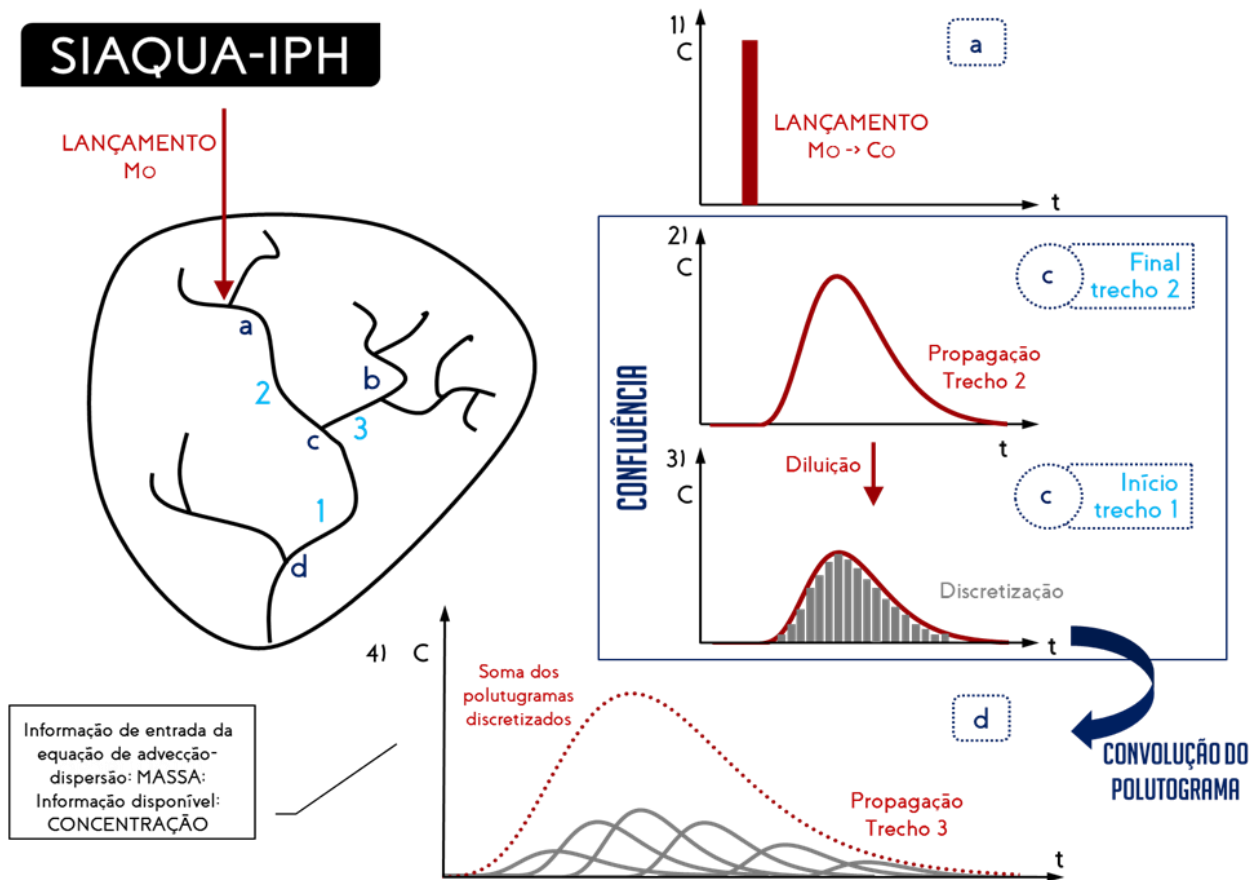 SIAQUA-IPH
LANÇAMENTO
MO
a
b
2
3
c
1
d
1)
C
a
LANÇAMENTO
MO -> CO
t
CONFLUÊNCIA
2)
C
c
Final
trecho 2
Propagação
Trecho 2
t
Diluição
3)
C
c
Início
trecho 1
Discretização
t
4)
C
Soma dos
polutugramas
discretizados
d
CONVOLUÇÃO DO
POLUTOGRAMA
Propagação
Trecho 3
t
Informação de entrada da
equação de advecção-
dispersão: MASSA:
Informação disponível:
CONCENTRAÇÃO